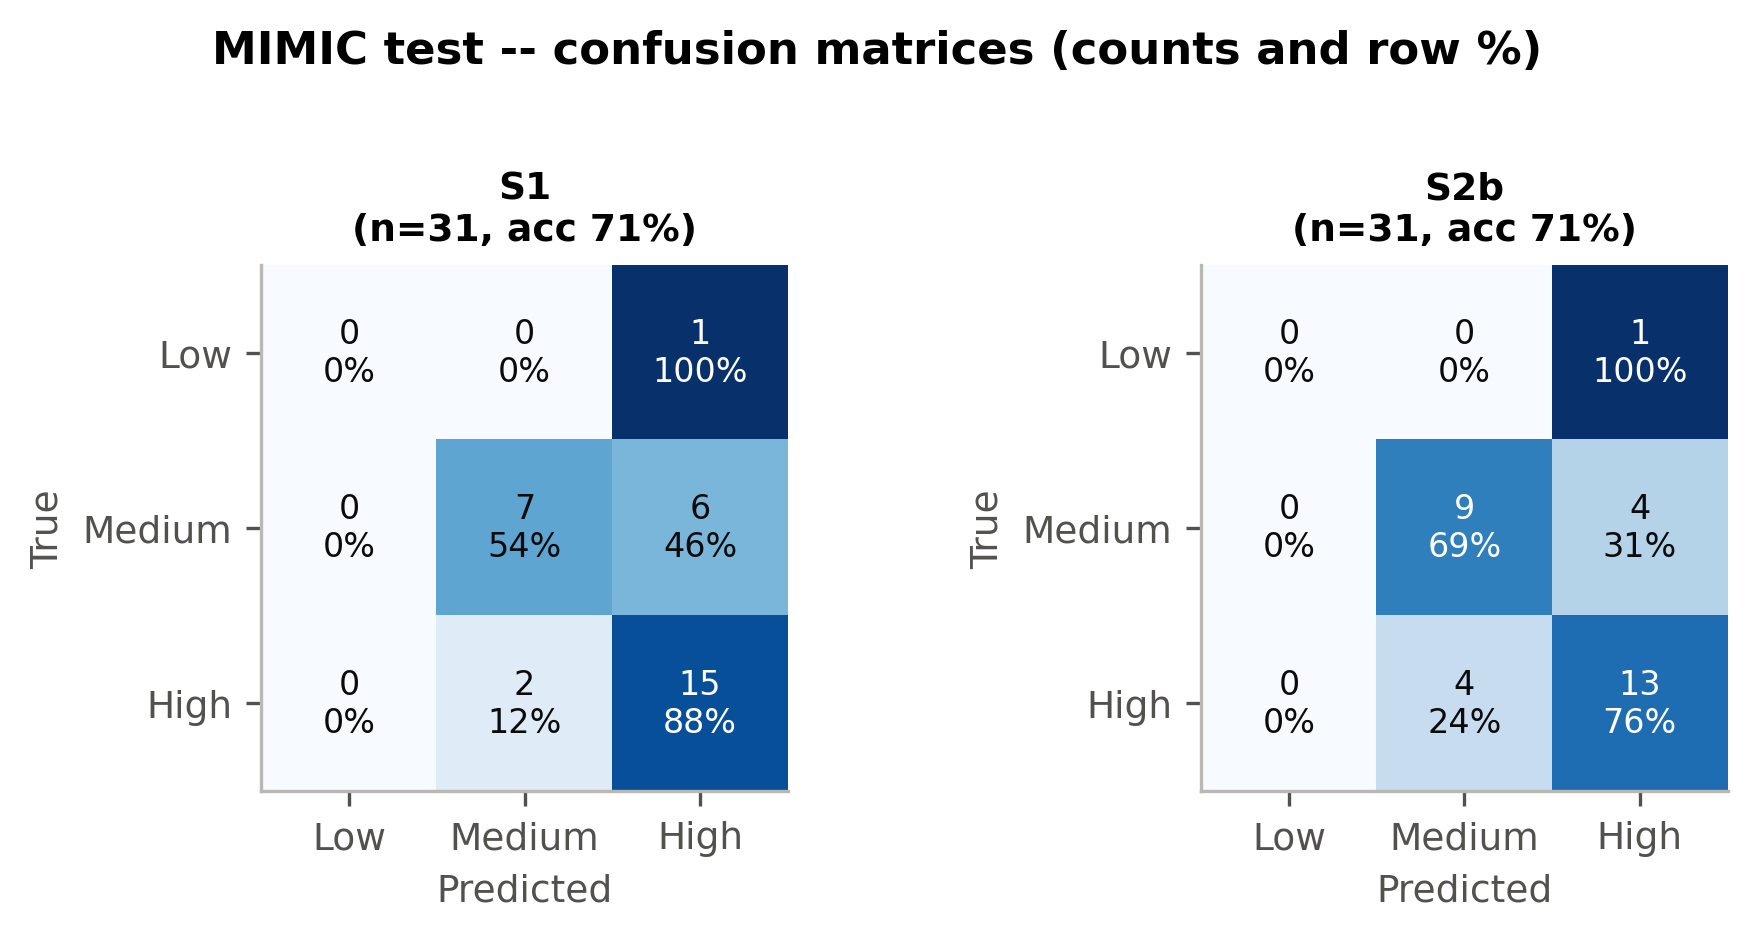 MIMIC test -- confusion matrices (counts and row %)
S1
(n=31, acc 71%)
True
Low
0
0%
0
0%
1
100%
Medium
0
0%
7
54%
6
46%
High
0
0%
2
12%
15
88%
Low
Medium
High
Predicted
S2b
(n=31, acc 71%)
True
Low
0
0%
0
0%
1
100%
Medium
0
0%
9
69%
4
31%
High
0
0%
4
24%
13
76%
Low
Medium
High
Predicted